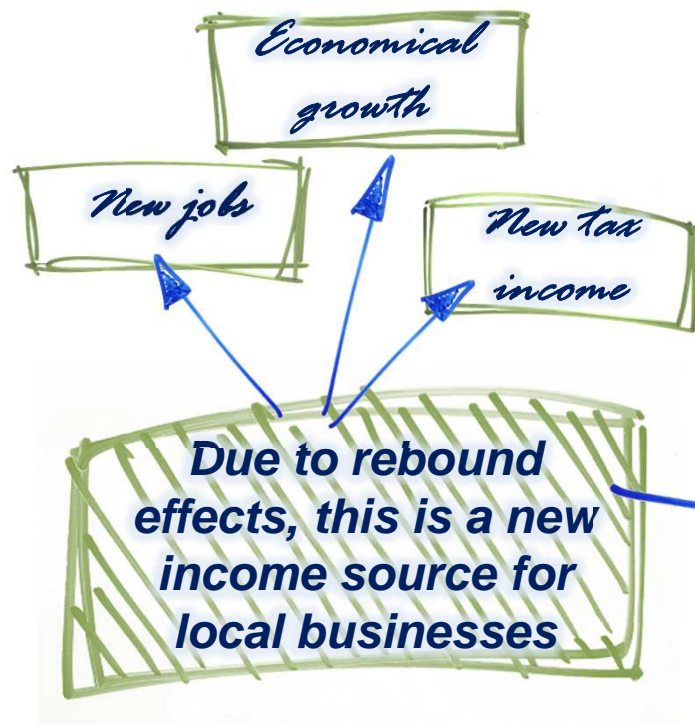 Economical
growth
New jobs
New tax
income
Due to rebound
effects, this is a new
income source for
local businesses